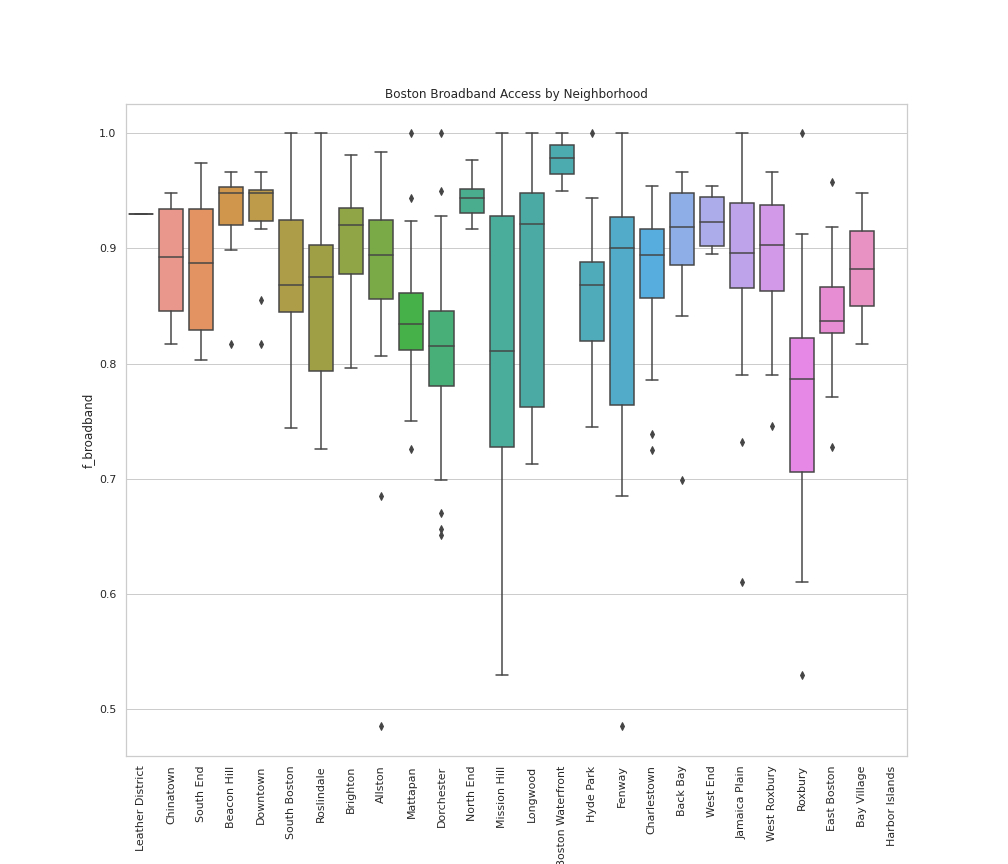 Boston Broadband Access by Neighborhood
f_broadband
1.0
0.9
0.8
0.7
0.6
0.5
Leather District
Chinatown
South End
Beacon Hill
Downtown
South Boston
Roslindale
Brighton
Allston
Mattapan
Dorchester
North End
Mission Hill
Longwood
Boston Waterfront
Hyde Park
Fenway
Charlestown
Back Bay
West End
Jamaica Plain
West Roxbury
Roxbury
East Boston
Bay Village
Harbor Islands